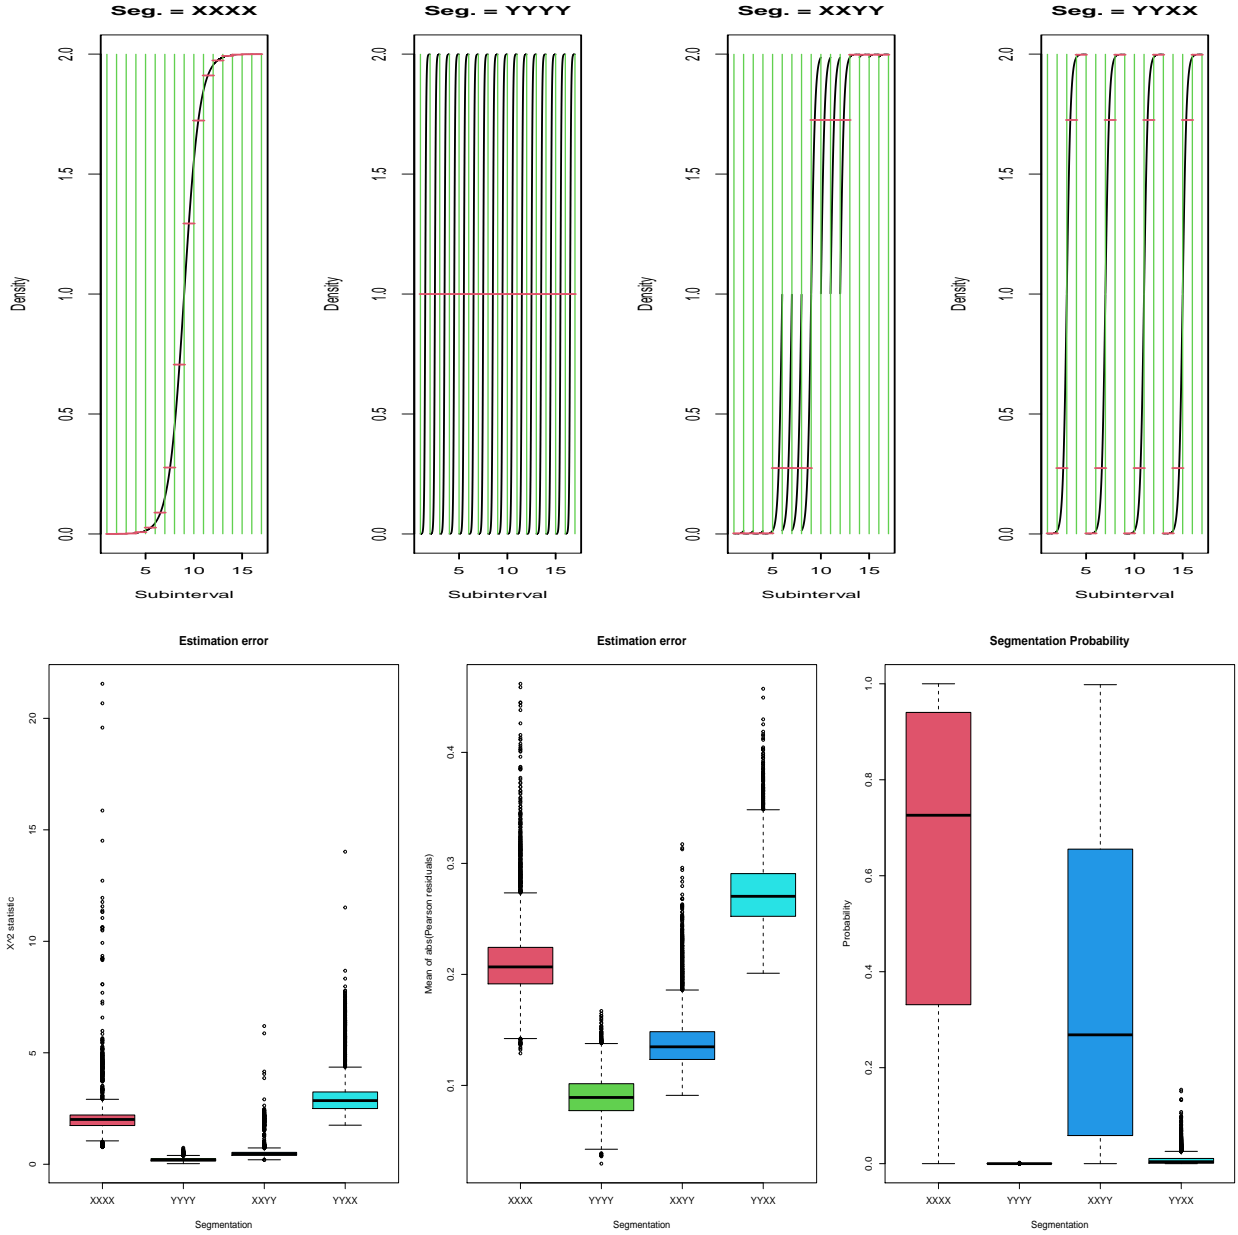 Seg. = XXXX
Density
2.0
1.5
1.0
0.5
0.0
5 10 15
Subinterval
Seg. = YYYY
Density
2.0
1.5
1.0
0.5
0.0
5 10 15
Subinterval
Seg. = XXYY
Density
2.0
1.5
1.0
0.5
0.0
5 10 15
Subinterval
Seg. = YYXX
Density
2.0
1.5
1.0
0.5
0.0
5 10 15
Subinterval
Estimation error
X^2 statistic
20
15
10
5
0
XXXX YYYY XXYY YYXX
Segmentation
Estimation error
Mean of abs(Pearson residuals)
0.4
0.3
0.2
0.1
XXXX YYYY XXYY YYXX
Segmentation
Segmentation Probability
Probability
1.0
0.8
0.6
0.4
0.2
0.0
XXXX YYYY XXYY YYXX
Segmentation